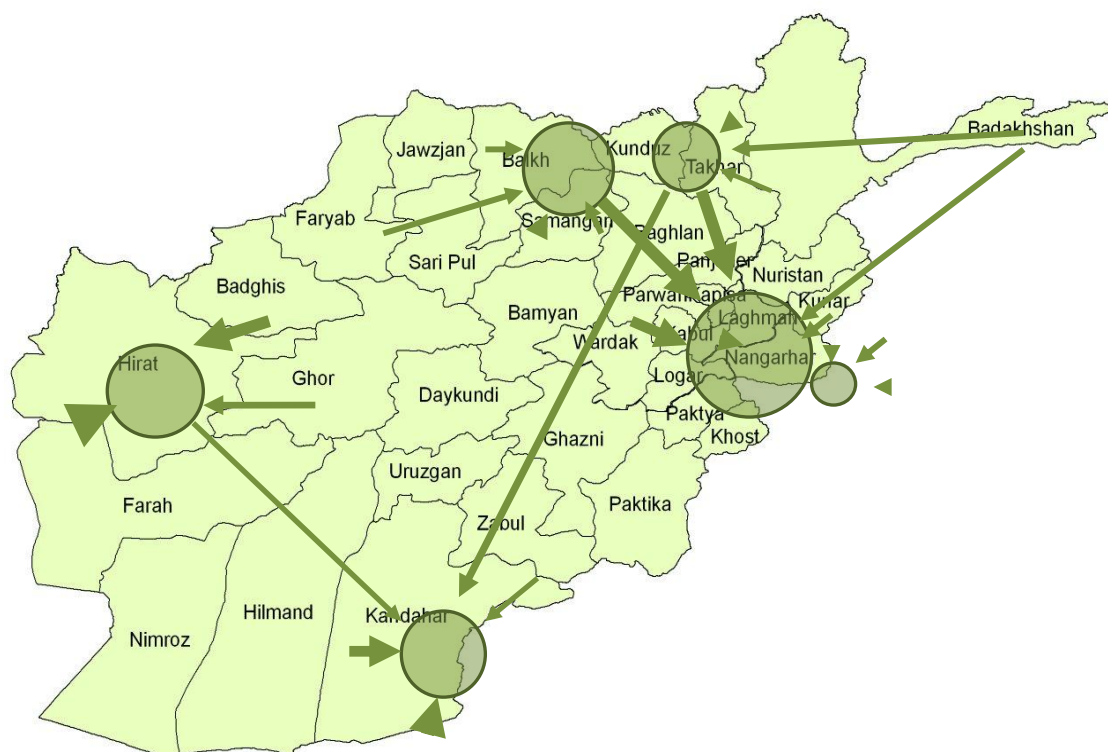 Badakhshan
Jawzjan
Balkh
Kunduz
Takhar
Faryab
Samangan
Baghlan
Sari Pul
Panjsher
Nuristan
Badghis
Parwan
Kapisa
Kunar
Bamyan
Laghman
Wardak
Kabul
Nangarhar
Hirat
Ghor
Logar
Daykundi
Paktya
Ghazni
Khost
Uruzgan
Farah
Paktika
Zabul
Hilmand
Kandahar
Nimroz